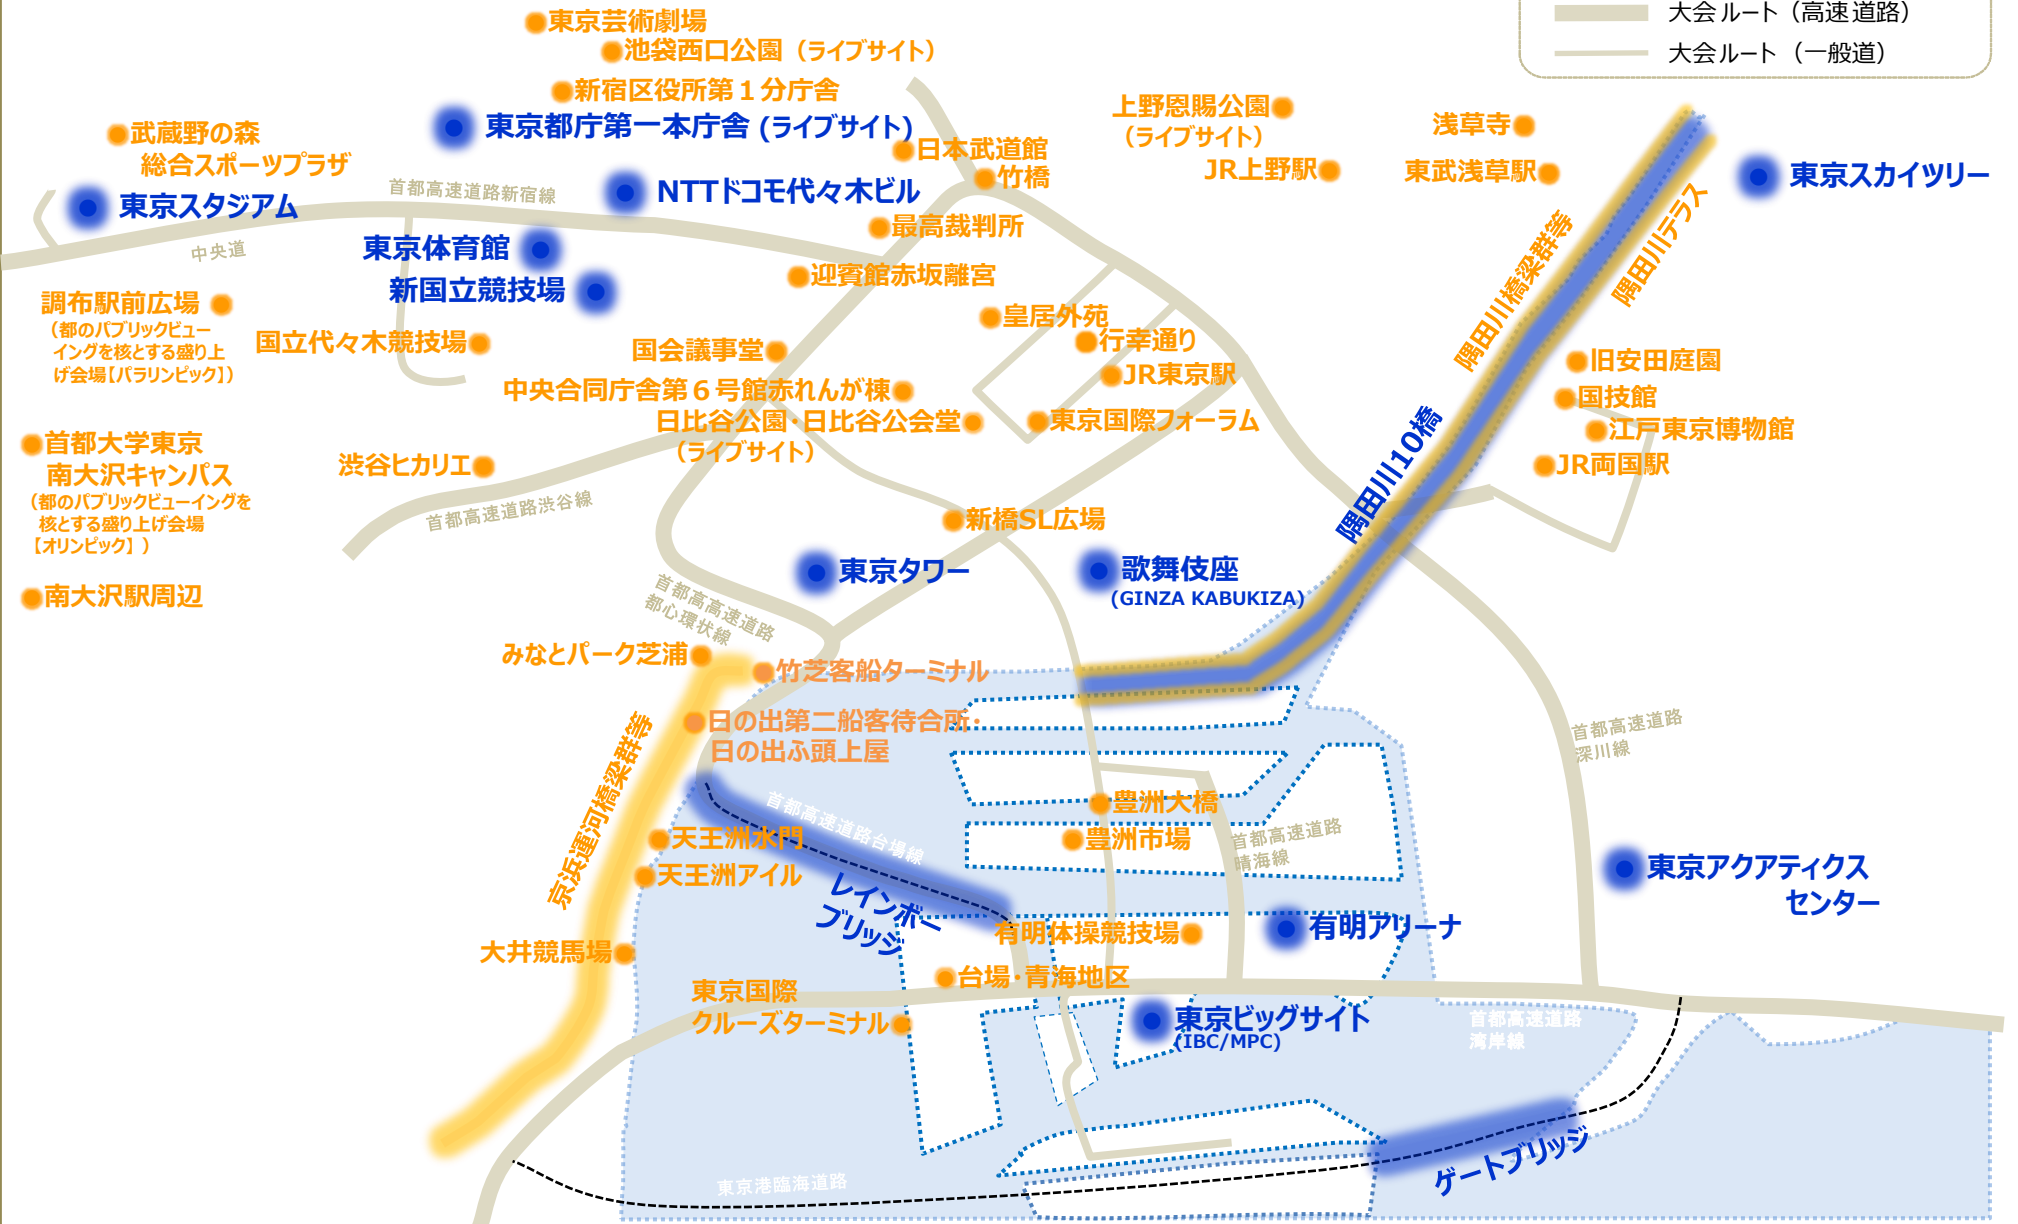 大会ルート（高速道路）
大会ルート（一般道）
東京芸術劇場
池袋西口公園（ライブサイト）
新宿区役所第１分庁舎
東京都庁第一本庁舎 (ライブサイト)
武蔵野の森
総合スポーツプラザ
東京スタジアム
首都高速道路新宿線
NTTドコモ代々木ビル
中央道
東京体育館
新国立競技場
日本武道館
竹橋
最高裁判所
迎賓館赤坂離宮
上野恩賜公園
（ライブサイト）
JR上野駅
浅草寺
東武浅草駅
東京スカイツリー
隅田川橋梁群等
隅田川テラス
調布駅前広場
（都のパブリックビュー
イングを核とする盛り上
げ会場【パラリンピック】）
国立代々木競技場
国会議事堂
皇居外苑
行幸通り
JR東京駅
中央合同庁舎第６号館赤れんが棟
日比谷公園・日比谷公会堂
（ライブサイト）
東京国際フォーラム
旧安田庭園
国技館
江戸東京博物館
JR両国駅
隅田川10橋
首都大学東京
南大沢キャンパス
（都のパブリックビューイングを
核とする盛り上げ会場
【オリンピック】）
渋谷ヒカリエ
首都高速道路渋谷線
新橋SL広場
南大沢駅周辺
東京タワー
歌舞伎座
(GINZA KABUKIZA)
首都高高速道路
都心環状線
みなとパーク芝浦
竹芝客船ターミナル
日の出第二船客待合所・
日の出ふ頭上屋
京浜運河橋梁群等
首都高速道路
深川線
首都高速道路台場線
レインボー
ブリッジ
天王洲水門
天王洲アイル
豊洲大橋
豊洲市場
首都高速道路
晴海線
東京アクアティクス
センター
大井競馬場
有明体操競技場
有明アリーナ
台場・青海地区
東京国際
クルーズターミナル
東京ビッグサイト
(IBC/MPC)
首都高速道路
湾岸線
ゲートブリッジ
東京港臨海道路